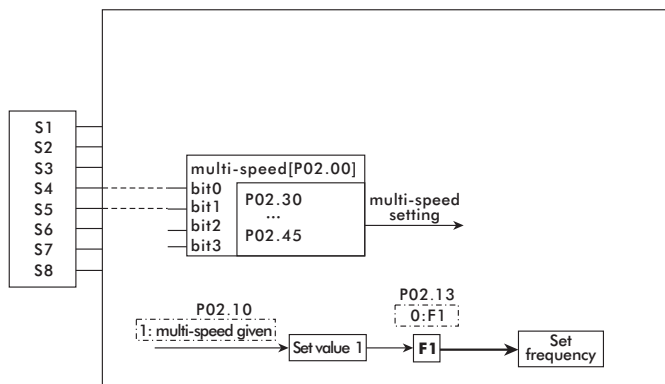 S1
S2
S3
S4
S5
S6
S7
S8
multi-speed[P02.00]
bit0
bit1
bit2
bit3
P02.30
...
P02.45
multi-speed
setting
P02.10
1: multi-speed given
Set value 1
P02.13
0:F1
F1
Set
frequency